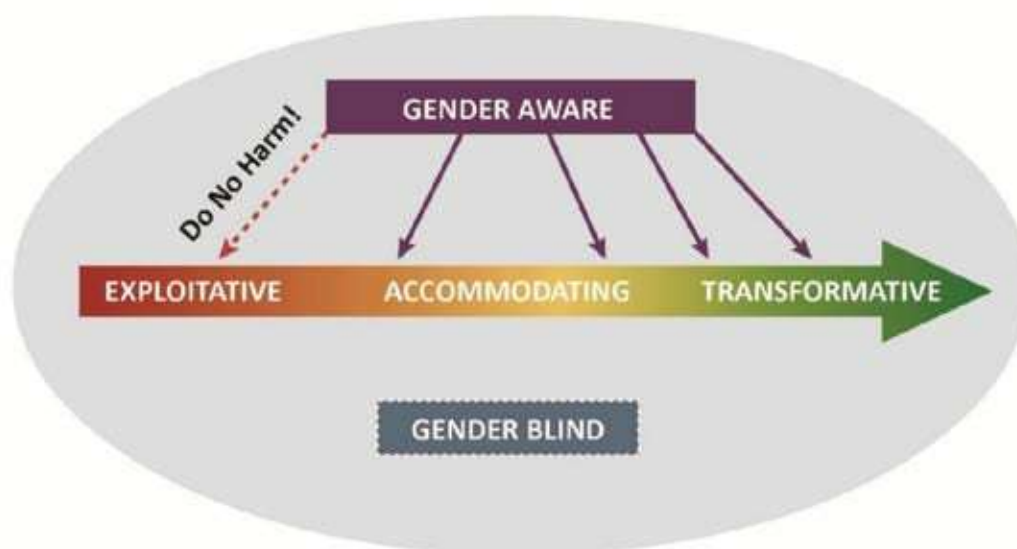 GENDER AWARE
Do No Harm!
EXPLOITATIVE
ACCOMMODATING
TRANSFORMATIVE
GENDER BLIND